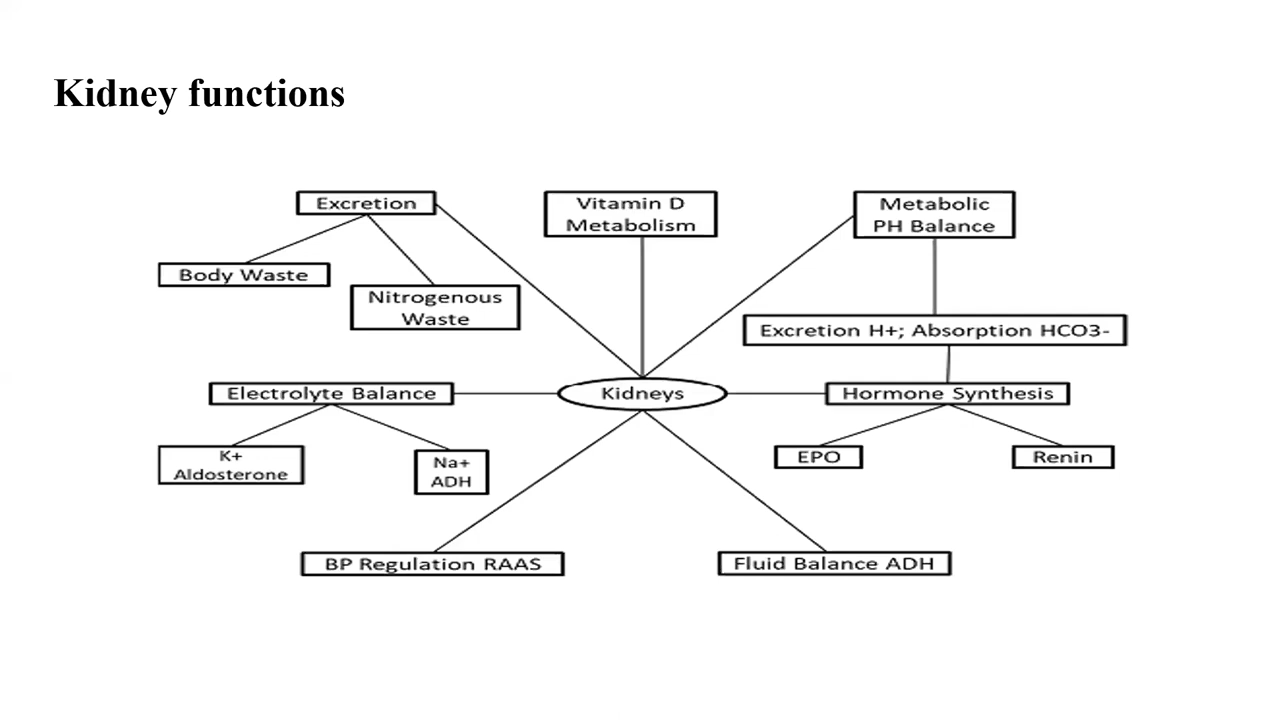 Kidney functions
Excretion
Vitamin D
Metabolism
Metabolic
PH Balance
Body Waste
Nitrogenous
Waste
Excretion H+; Absorption HCO3-
Electrolyte Balance
Kidneys
Hormone Synthesis
K+
Aldosterone
Na+
ADH
EPO
Renin
BP Regulation RAAS
Fluid Balance ADH